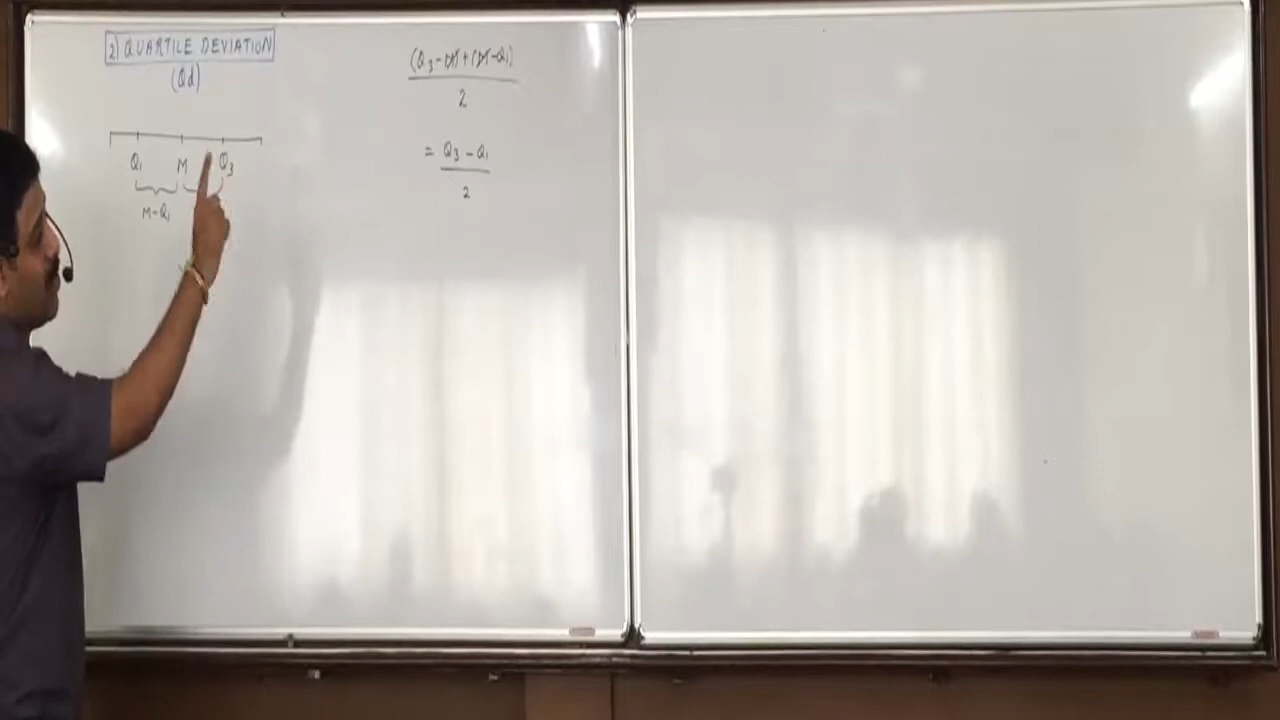 2) QUARTILE DEVIATION
(Qd)
Q₁ M Q₃
M-Q₁
(Q₃-M)+(M-Q₁)
2
= Q₃ - Q₁
2